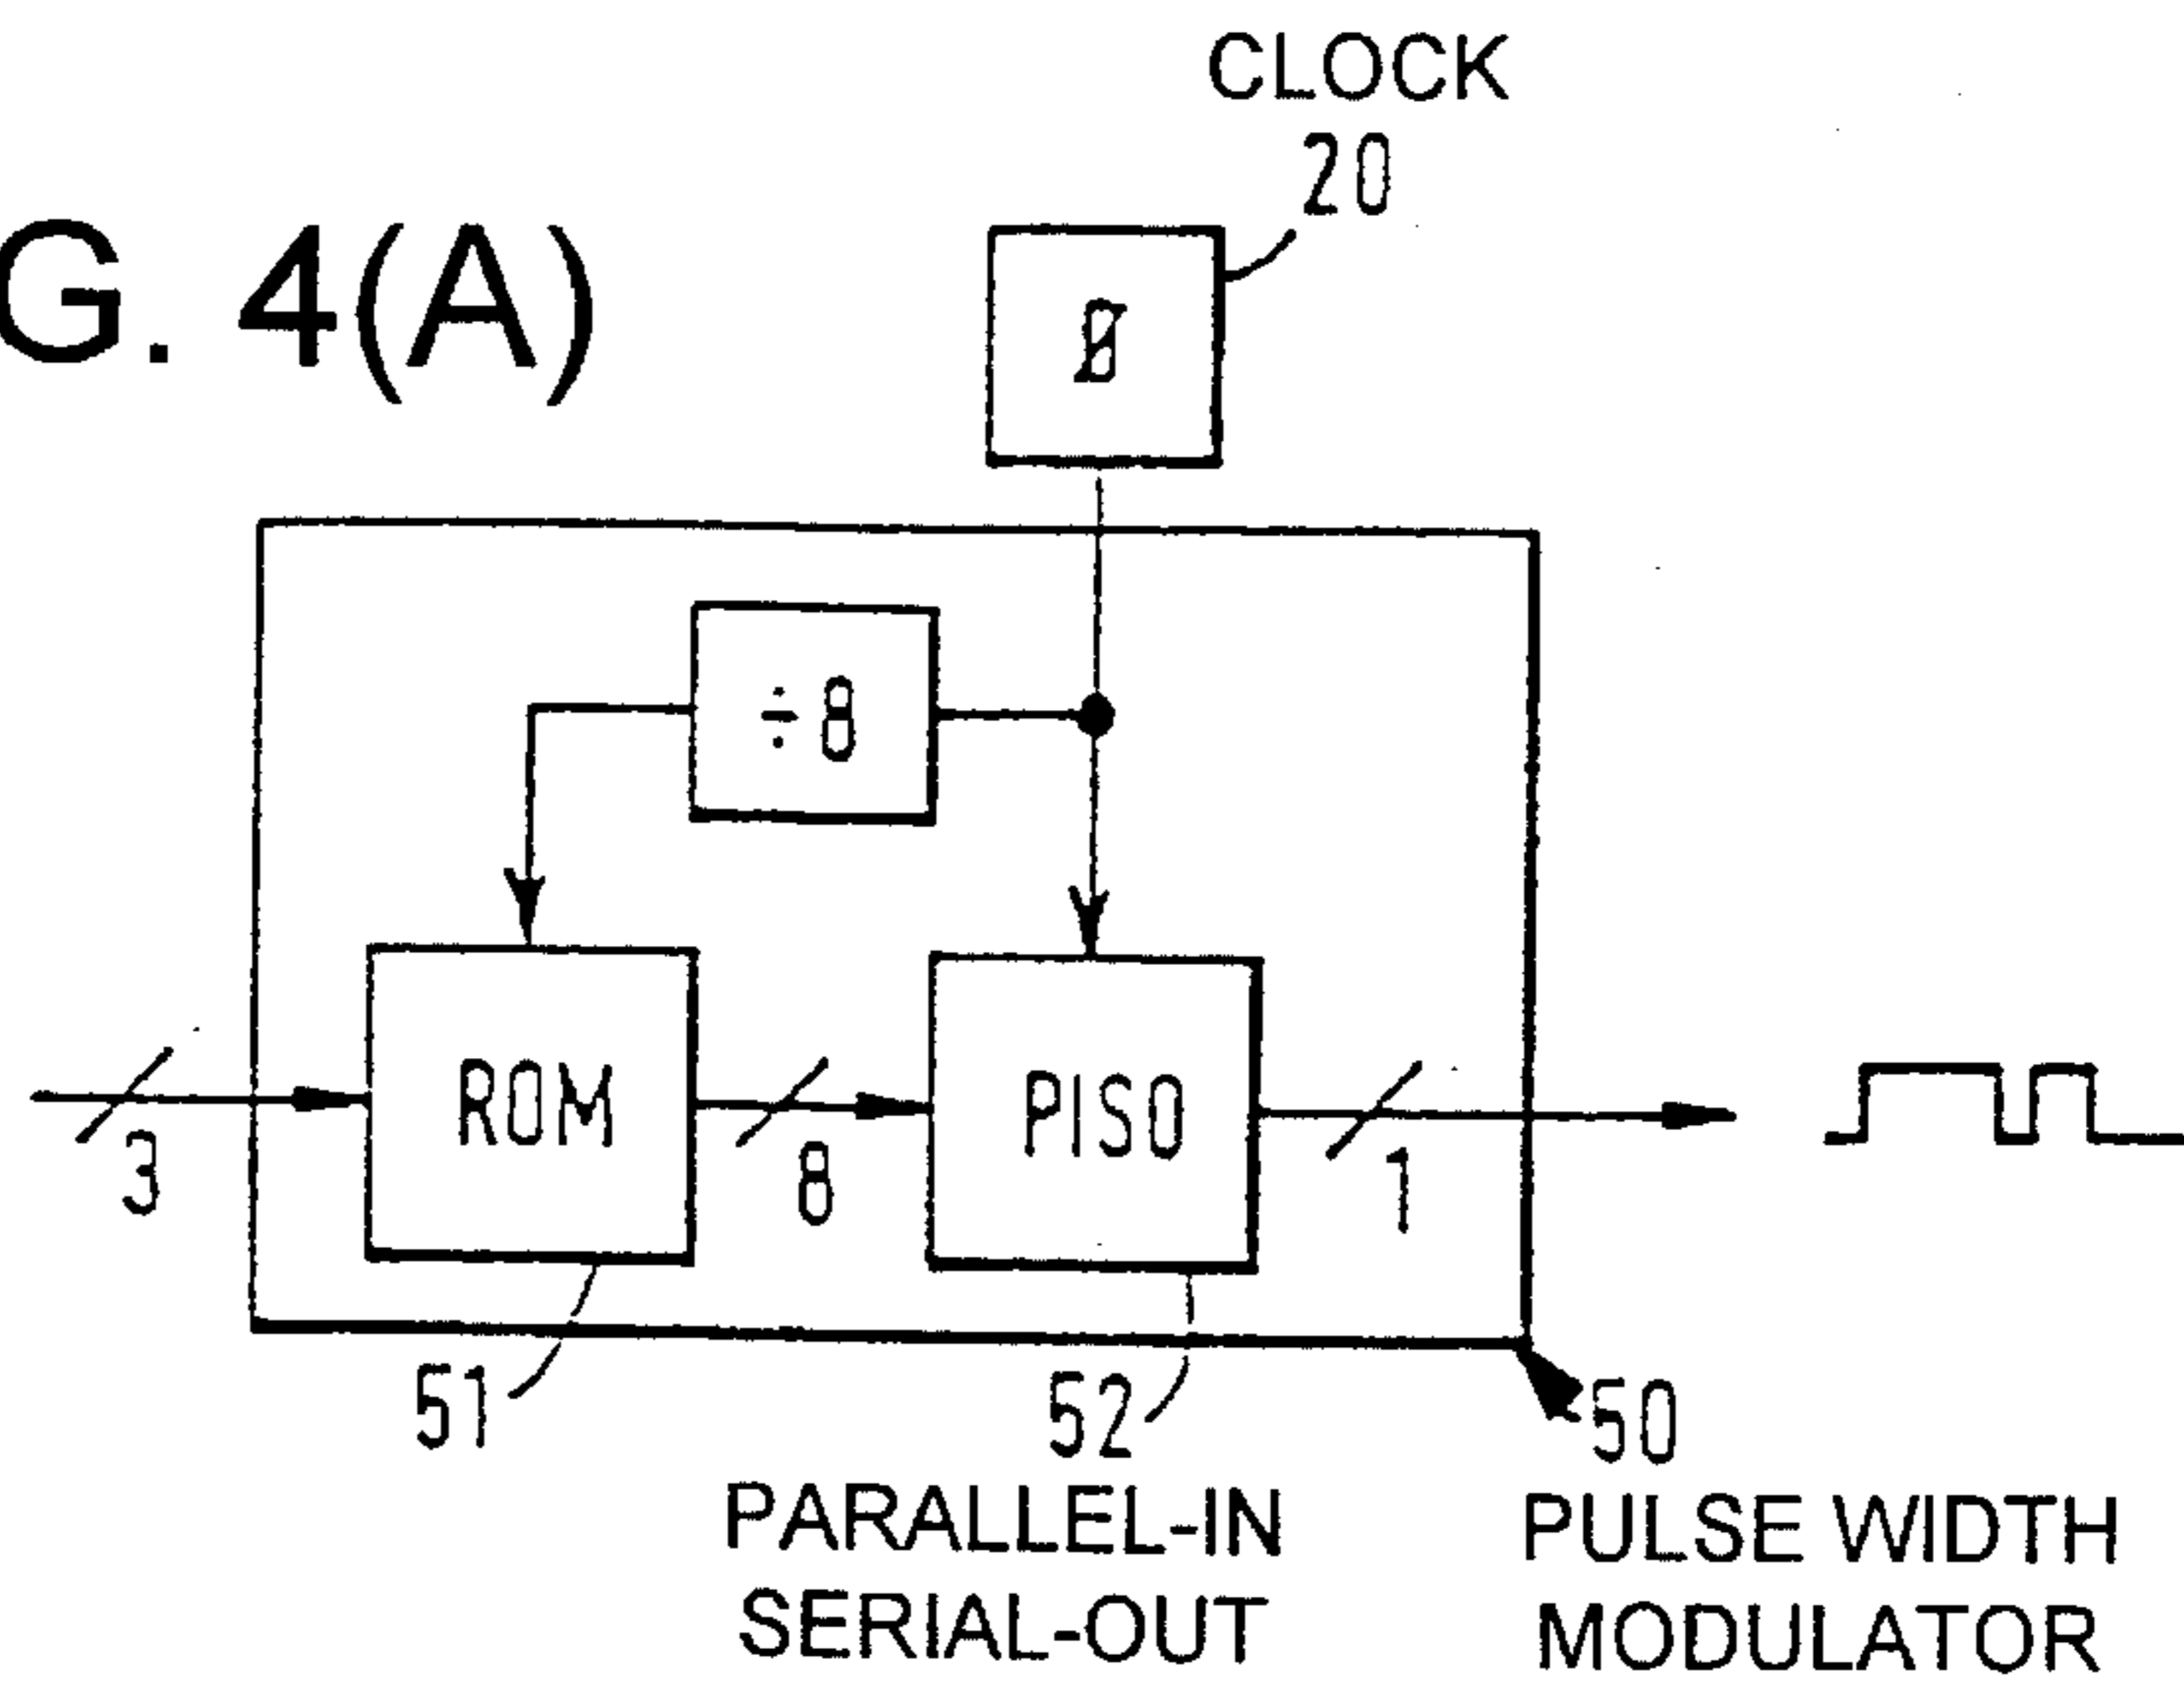 CLOCK
20
G. 4(A)
Ø
÷8
ROM
PISO
3
8
1
51
52
50
PARALLEL-IN
SERIAL-OUT
PULSE WIDTH
MODULATOR